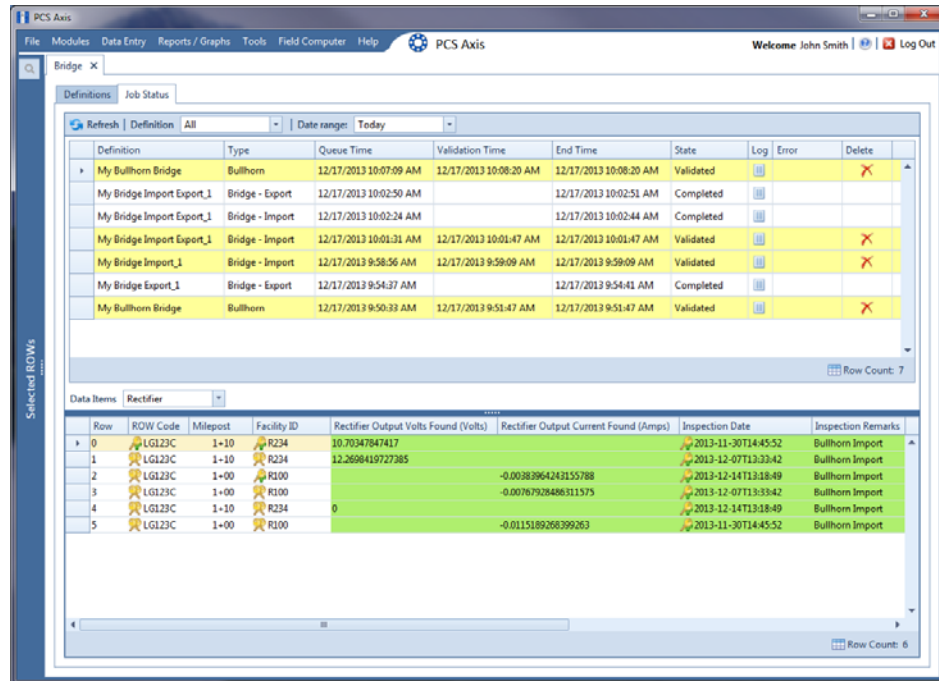 PCS Axis
File Modules Data Entry Reports / Graphs Tools Field Computer Help PCS Axis Welcome John Smith Log Out
Bridge X
Definitions Job Status
Refresh Definition All Date range: Today
Definition Type Queue Time Validation Time End Time State Log Error Delete
My Bullhorn Bridge Bullhorn 12/17/2013 10:07:09 AM 12/17/2013 10:08:20 AM 12/17/2013 10:08:20 AM Validated
My Bridge Import Export_1 Bridge - Export 12/17/2013 10:02:50 AM 12/17/2013 10:02:51 AM Completed
My Bridge Import Export_1 Bridge - Import 12/17/2013 10:02:24 AM 12/17/2013 10:02:44 AM Completed
My Bridge Import Export_1 Bridge - Import 12/17/2013 10:01:31 AM 12/17/2013 10:01:47 AM 12/17/2013 10:01:47 AM Validated
My Bridge Import_1 Bridge - Import 12/17/2013 9:58:56 AM 12/17/2013 9:59:09 AM 12/17/2013 9:59:09 AM Validated
My Bridge Export_1 Bridge - Export 12/17/2013 9:54:37 AM 12/17/2013 9:54:41 AM Completed
My Bullhorn Bridge Bullhorn 12/17/2013 9:50:33 AM 12/17/2013 9:51:47 AM 12/17/2013 9:51:47 AM Validated
Row Count: 7
Selected ROWs
Data Items Rectifier
Row ROW Code Milepost Facility ID Rectifier Output Volts Found (Volts) Rectifier Output Current Found (Amps) Inspection Date Inspection Remarks
0 LG123C 1+10 R234 10.70347847417 2013-11-30T14:45:52 Bullhorn Import
1 LG123C 1+10 R234 12.2698419727385 2013-12-07T13:33:42 Bullhorn Import
2 LG123C 1+00 R100 -0.00383964243155788 2013-12-14T13:18:49 Bullhorn Import
3 LG123C 1+00 R100 -0.00767928486311575 2013-12-07T13:33:42 Bullhorn Import
4 LG123C 1+10 R234 0 2013-12-14T13:18:49 Bullhorn Import
5 LG123C 1+00 R100 -0.0115189268399263 2013-11-30T14:45:52 Bullhorn Import
Row Count: 6